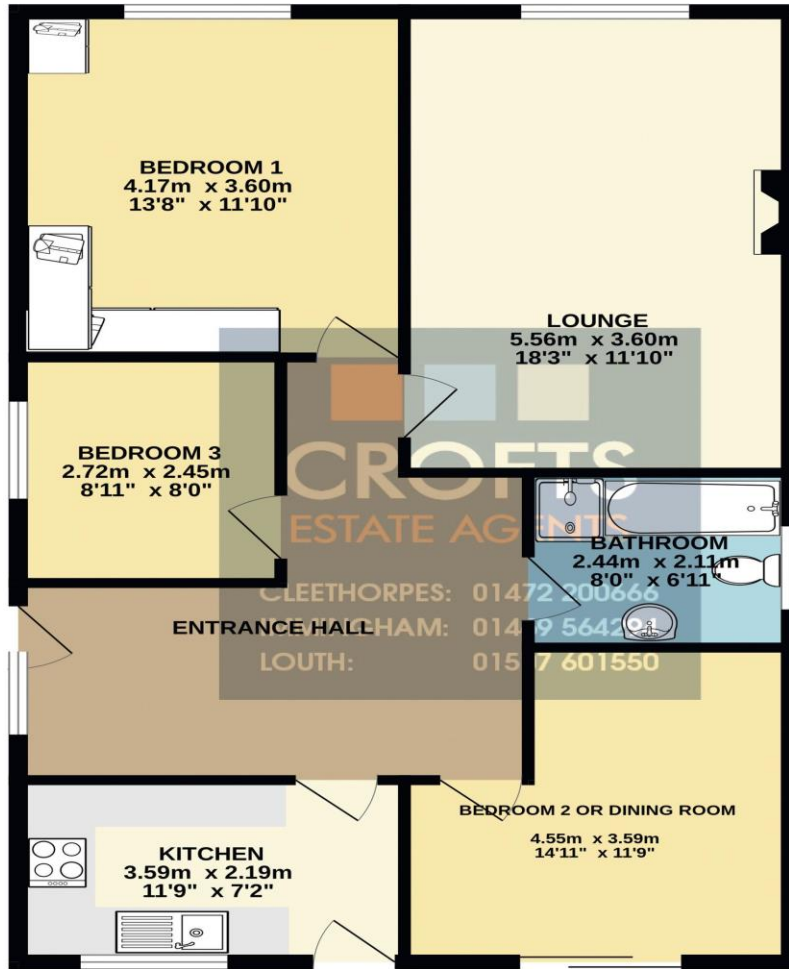 BEDROOM 1
4.17m x 3.60m
13'8" x 11'10"
LOUNGE
5.56m x 3.60m
18'3" x 11'10"
BEDROOM 3
2.72m x 2.45m
8'11" x 8'0"
CROFTS
ESTATE AGENTS
BATHROOM
2.44m x 2.11m
8'0" x 6'11"
CLEETHORPES: 01472 200666
ENTRANCE HALL
LOUTH: 601550
BEDROOM 2 OR DINING ROOM
4.55m x 3.59m
14'11" x 11'9"
KITCHEN
3.59m x 2.19m
11'9" x 7'2"